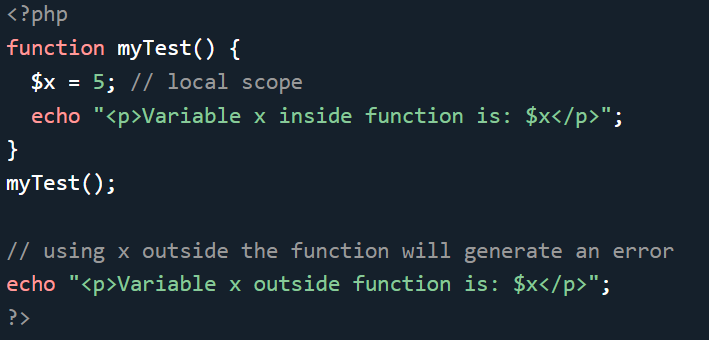 <?php
function myTest() {
  $x = 5; // local scope
  echo "<p>Variable x inside function is: $x</p>";
}
myTest();

// using x outside the function will generate an error
echo "<p>Variable x outside function is: $x</p>";
?>